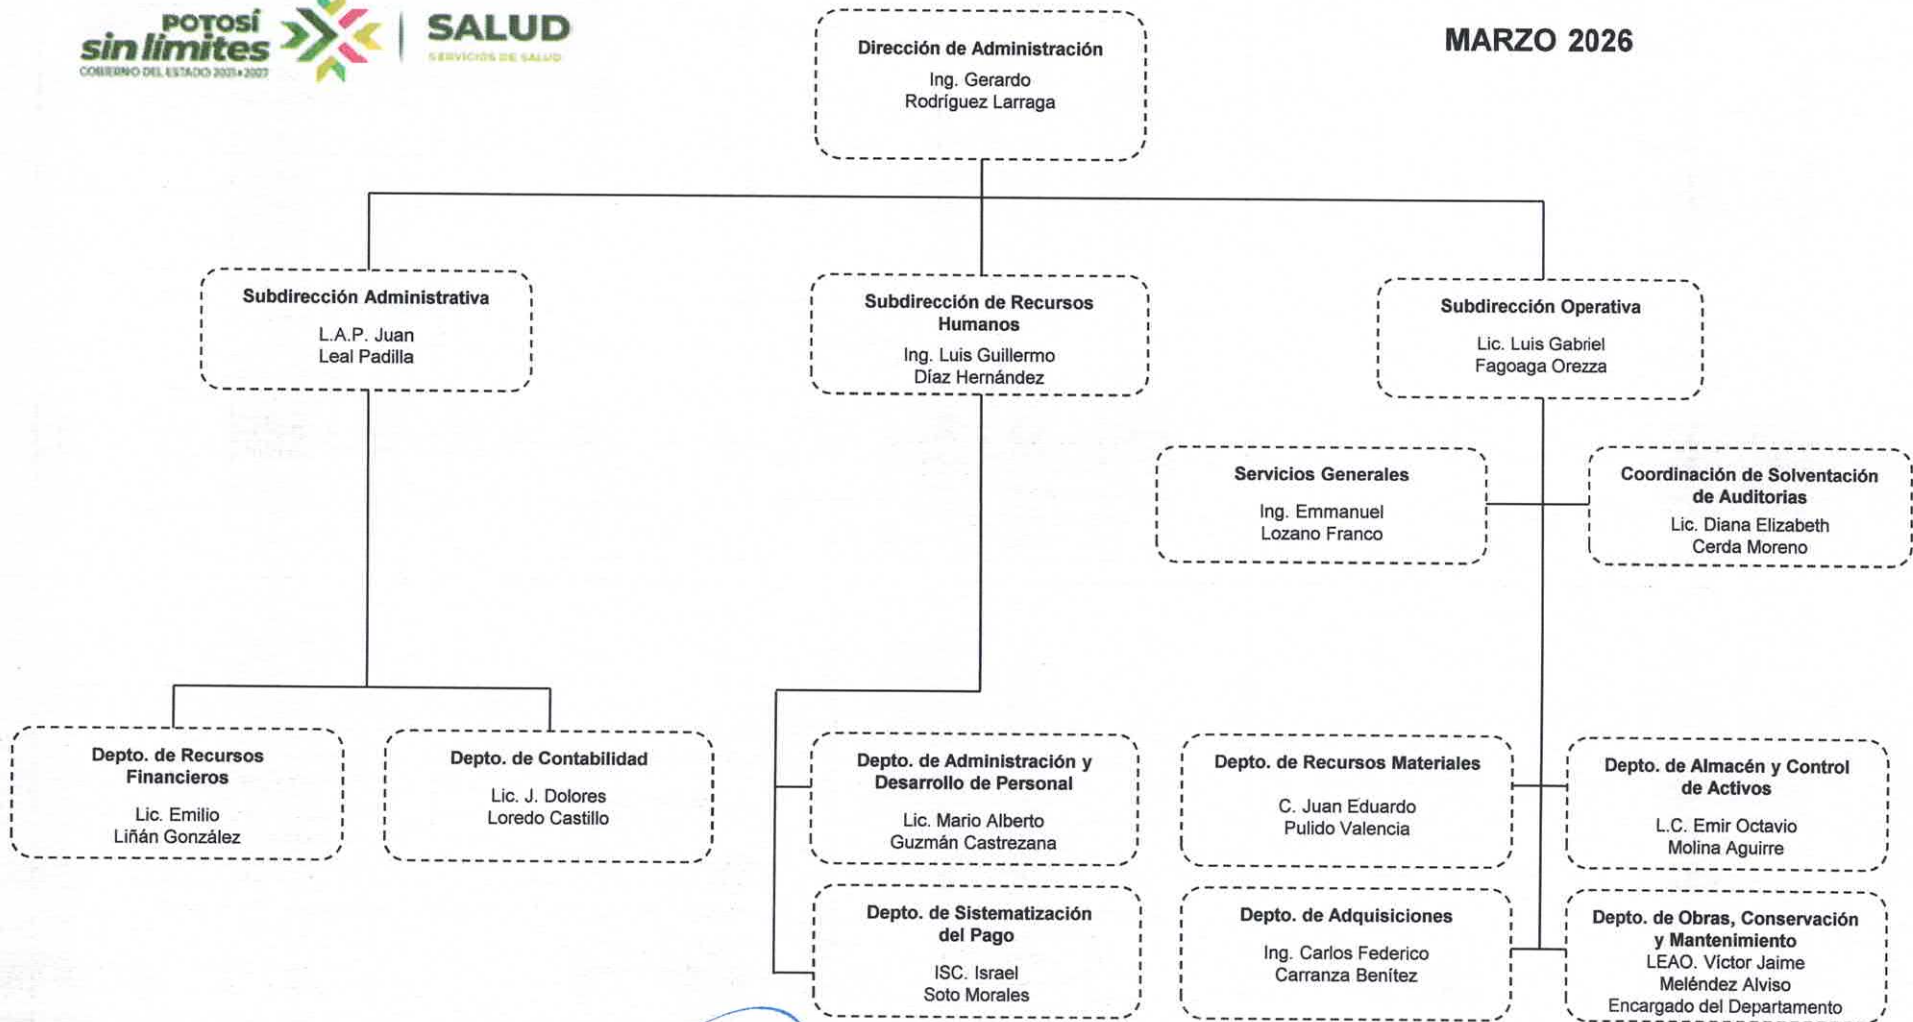 POTOSÍ
sin límites
GOBIERNO DEL ESTADO 2021•2027
SALUD
SERVICIOS DE SALUD
MARZO 2026
Dirección de Administración
Ing. Gerardo
Rodríguez Larraga
Subdirección Administrativa
L.A.P. Juan
Leal Padilla
Subdirección de Recursos
Humanos
Ing. Luis Guillermo
Díaz Hernández
Subdirección Operativa
Lic. Luis Gabriel
Fagoaga Orezza
Servicios Generales
Ing. Emmanuel
Lozano Franco
Coordinación de Solventación
de Auditorias
Lic. Diana Elizabeth
Cerda Moreno
Depto. de Recursos
Financieros
Lic. Emilio
Liñán González
Depto. de Contabilidad
Lic. J. Dolores
Loredo Castillo
Depto. de Administración y
Desarrollo de Personal
Lic. Mario Alberto
Guzmán Castrezana
Depto. de Recursos Materiales
C. Juan Eduardo
Pulido Valencia
Depto. de Almacén y Control
de Activos
L.C. Emir Octavio
Molina Aguirre
Depto. de Sistematización
del Pago
ISC. Israel
Soto Morales
Depto. de Adquisiciones
Ing. Carlos Federico
Carranza Benítez
Depto. de Obras, Conservación
y Mantenimiento
LEAO. Víctor Jaime
Meléndez Alviso
Encargado del Departamento